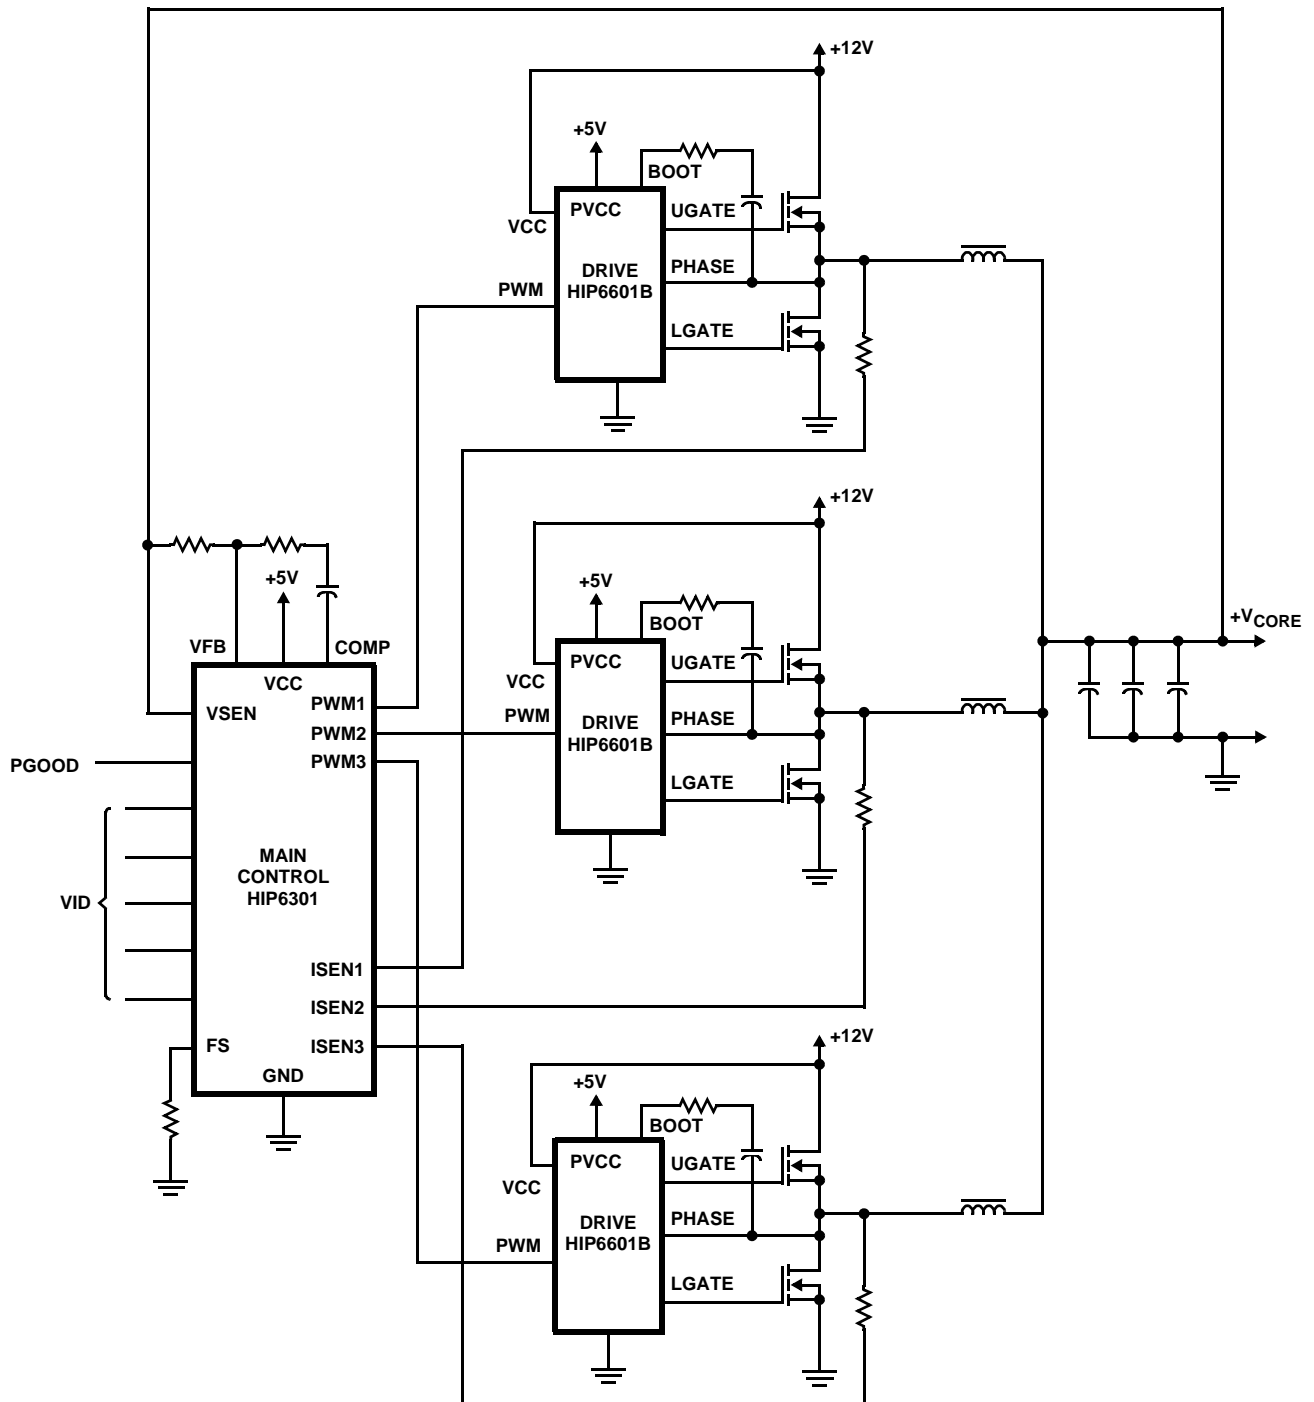 +12V
+5V
BOOT
PVCC
UGATE
VCC
DRIVE
HIP6601B
PHASE
PWM
LGATE
+12V
+5V
BOOT
PVCC
UGATE
VCC
PWM
DRIVE
HIP6601B
PHASE
LGATE
+VCORE
+5V
VFB
COMP
VCC
VSEN
PWM1
PWM2
PWM3
PGOOD
MAIN
CONTROL
HIP6301
VID
ISEN1
ISEN2
ISEN3
FS
GND
+12V
+5V
BOOT
PVCC
UGATE
VCC
DRIVE
HIP6601B
PHASE
PWM
LGATE